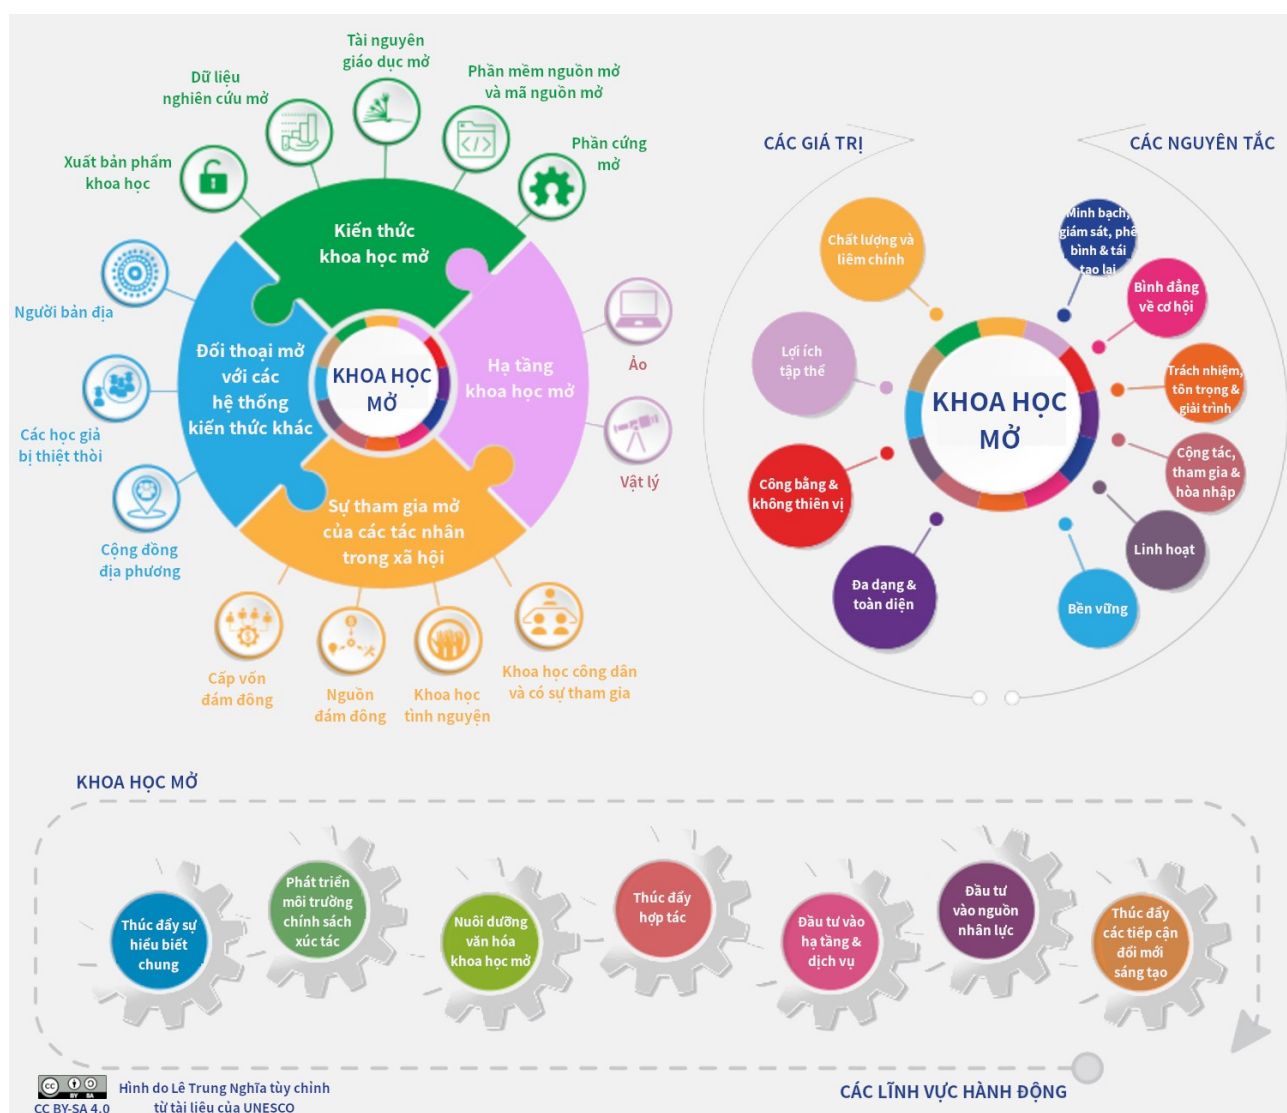 Tài nguyên
giáo dục mở
Dữ liệu
nghiên cứu mở
Phần mềm nguồn mở
và mã nguồn mở
Xuất bản phẩm
khoa học
Phần cứng
mở
Kiến thức
khoa học mở
Người bản địa
Các học giả
bị thiệt thòi
Cộng đồng
địa phương
Đối thoại mở
với các
hệ thống
kiến thức khác
KHOA HỌC
MỞ
Hạ tầng
khoa học mở
Ảo
Vật lý
Sự tham gia mở
của các tác nhân
trong xã hội
Cấp vốn
đám đông
Nguồn
đám đông
Khoa học
tình nguyện
Khoa học công dân
và có sự tham gia
CÁC GIÁ TRỊ
CÁC NGUYÊN TẮC
Chất lượng và
liêm chính
Lợi ích
tập thể
Công bằng &
không thiên vị
Đa dạng &
toàn diện
KHOA HỌC
MỞ
Minh bạch,
giám sát, phê
bình & tái
tạo lại
Bình đẳng
về cơ hội
Trách nhiệm,
tôn trọng &
giải trình
Cộng tác,
tham gia &
hòa nhập
Linh hoạt
Bền vững
KHOA HỌC MỞ
Thúc đẩy sự
hiểu biết
chung
Phát triển
môi trường
chính sách
xúc tác
Nuôi dưỡng
văn hóa
khoa học mở
Thúc đẩy
hợp tác
Đầu tư vào
hạ tầng &
dịch vụ
Đầu tư
vào nguồn
nhân lực
Thúc đẩy
các tiếp cận
đổi mới
sáng tạo
CÁC LĨNH VỰC HÀNH ĐỘNG
cc
BY SA
CC BY-SA 4.0
Hình do Lê Trung Nghĩa tùy chỉnh
từ tài liệu của UNESCO